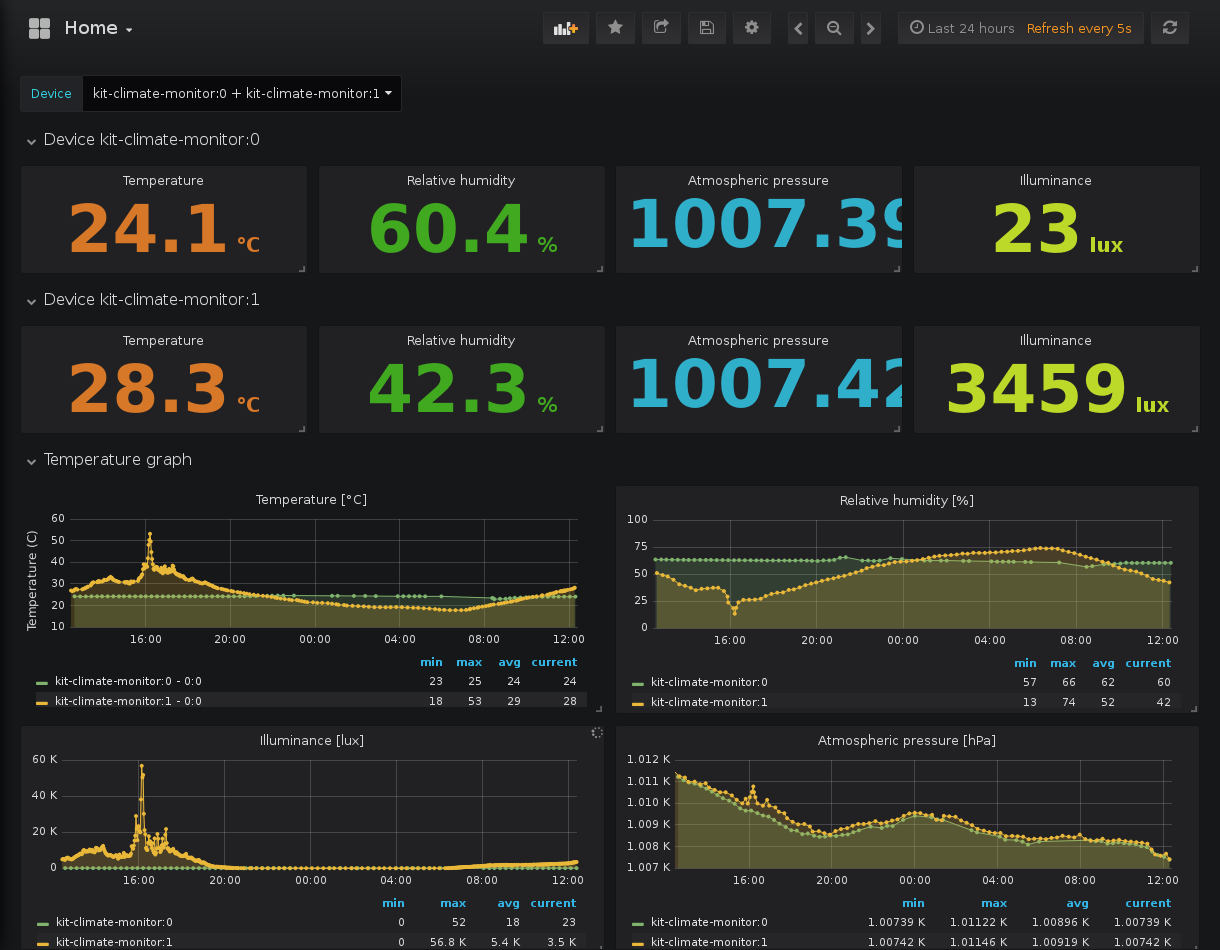 Home
Last 24 hours Refresh every 5s
Device kit-climate-monitor:0 + kit-climate-monitor:1
Device kit-climate-monitor:0
Temperature Relative humidity Atmospheric pressure Illuminance
24.1 °C 60.4 % 1007.39 23 lux
Device kit-climate-monitor:1
Temperature Relative humidity Atmospheric pressure Illuminance
28.3 °C 42.3 % 1007.42 3459 lux
Temperature graph
Temperature [°C]
Temperature (C)
60
50
40
30
20
10
16:00 20:00 00:00 04:00 08:00 12:00
min max avg current
kit-climate-monitor:0 - 0:0 23 25 24 24
kit-climate-monitor:1 - 0:0 18 53 29 28
Relative humidity [%]
100
75
50
25
0
16:00 20:00 00:00 04:00 08:00 12:00
min max avg current
kit-climate-monitor:0 57 66 62 60
kit-climate-monitor:1 13 74 52 42
Illuminance [lux]
60 K
40 K
20 K
0
16:00 20:00 00:00 04:00 08:00 12:00
min max avg current
kit-climate-monitor:0 0 52 18 23
kit-climate-monitor:1 0 56.8 K 5.4 K 3.5 K
Atmospheric pressure [hPa]
1.012 K
1.011 K
1.010 K
1.009 K
1.008 K
1.007 K
16:00 20:00 00:00 04:00 08:00 12:00
min max avg current
kit-climate-monitor:0 1.00739 K 1.01122 K 1.00896 K 1.00739 K
kit-climate-monitor:1 1.00742 K 1.01146 K 1.00919 K 1.00742 K